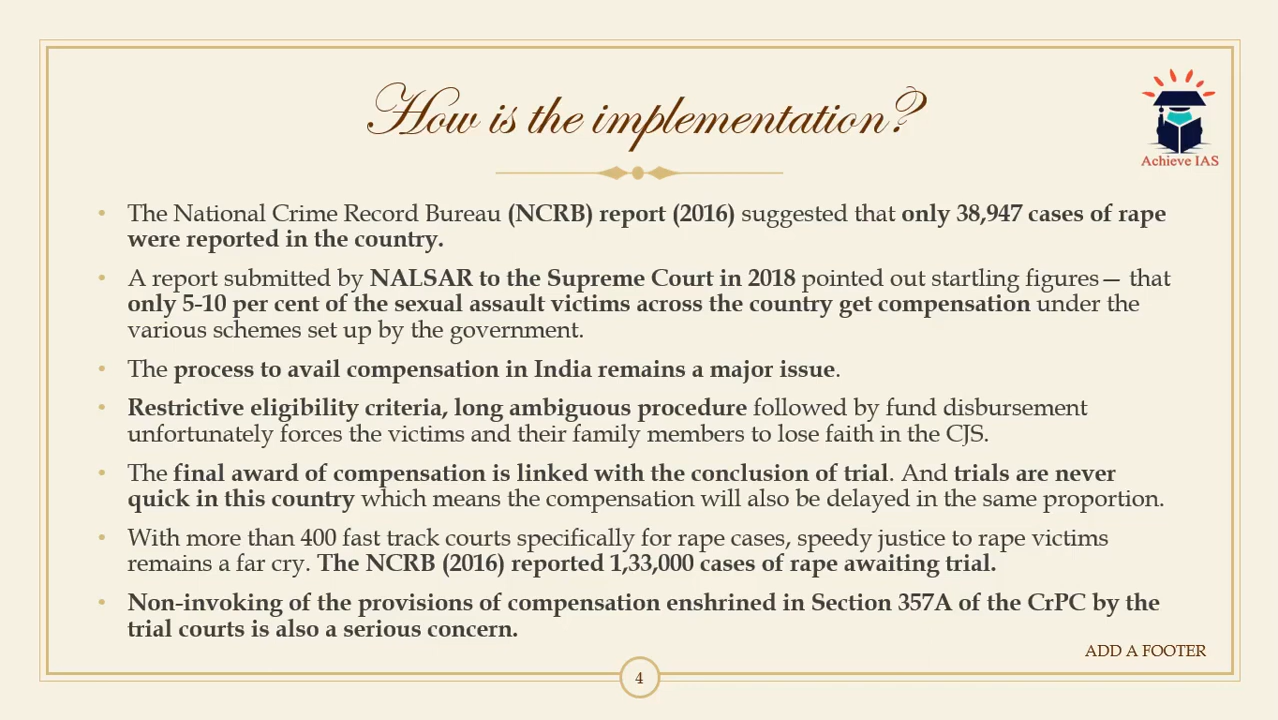 How is the implementation?
Achieve IAS
• The National Crime Record Bureau (NCRB) report (2016) suggested that only 38,947 cases of rape
were reported in the country.
• A report submitted by NALSAR to the Supreme Court in 2018 pointed out startling figures— that
only 5-10 per cent of the sexual assault victims across the country get compensation under the
various schemes set up by the government.
• The process to avail compensation in India remains a major issue.
• Restrictive eligibility criteria, long ambiguous procedure followed by fund disbursement
unfortunately forces the victims and their family members to lose faith in the CJS.
• The final award of compensation is linked with the conclusion of trial. And trials are never
quick in this country which means the compensation will also be delayed in the same proportion.
• With more than 400 fast track courts specifically for rape cases, speedy justice to rape victims
remains a far cry. The NCRB (2016) reported 1,33,000 cases of rape awaiting trial.
• Non-invoking of the provisions of compensation enshrined in Section 357A of the CrPC by the
trial courts is also a serious concern.
ADD A FOOTER
4